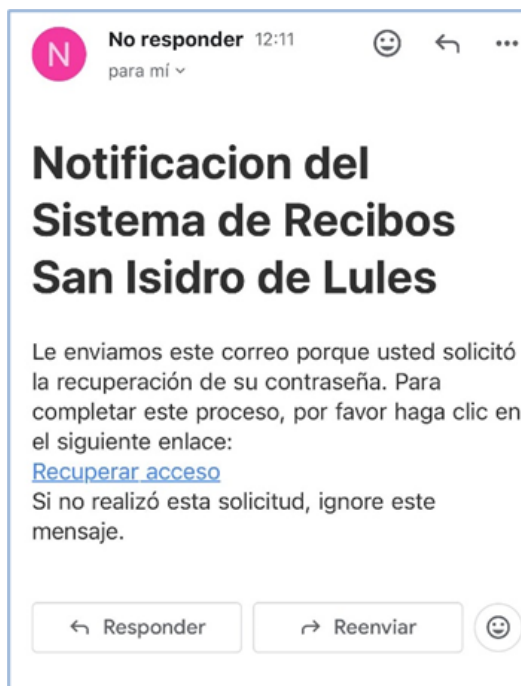 N
No responder 12:11
para mí
Notificacion del
Sistema de Recibos
San Isidro de Lules
Le enviamos este correo porque usted solicitó
la recuperación de su contraseña. Para
completar este proceso, por favor haga clic en
el siguiente enlace:
Recuperar acceso
Si no realizó esta solicitud, ignore este
mensaje.
Responder Reenviar